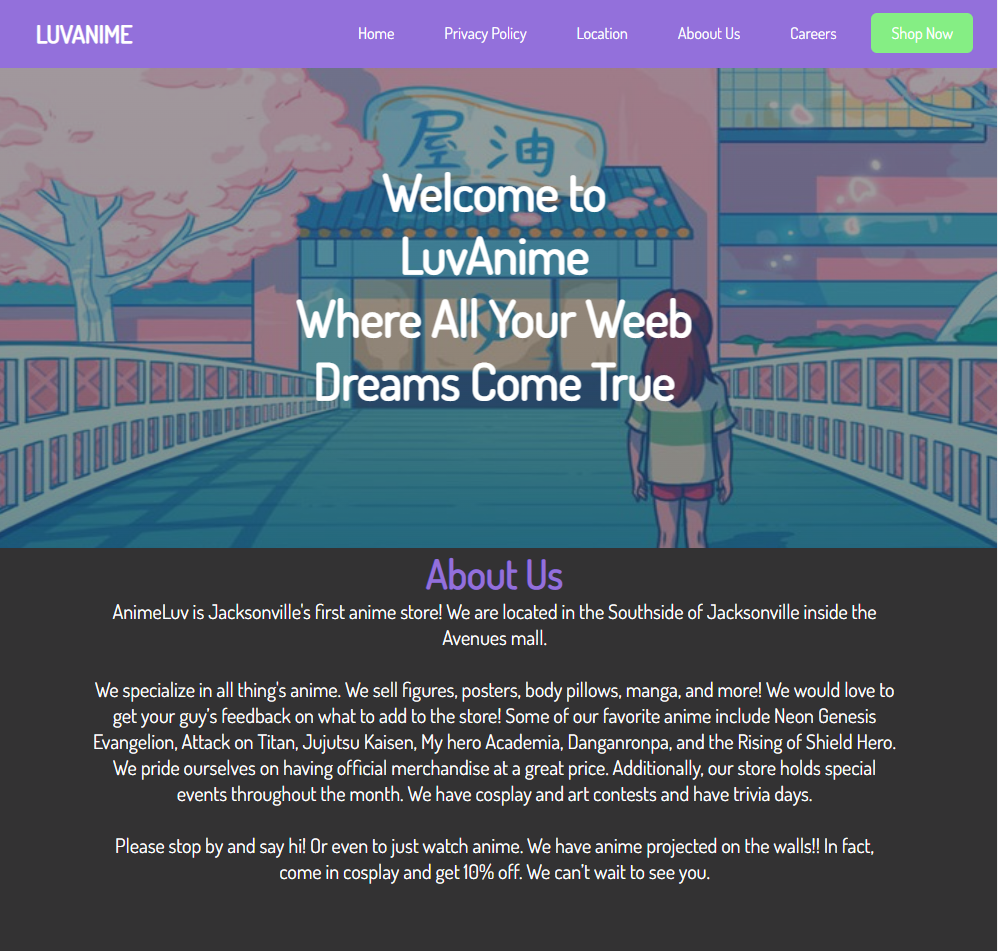 LUVANIME
Home
Privacy Policy
Location
Aboout Us
Careers
Shop Now
屋油
Welcome to
LuvAnime
Where All Your Weeb
Dreams Come True
About Us
AnimeLuv is Jacksonville's first anime store! We are located in the Southside of Jacksonville inside the
Avenues mall.
We specialize in all thing's anime. We sell figures, posters, body pillows, manga, and more! We would love to
get your guy's feedback on what to add to the store! Some of our favorite anime include Neon Genesis
Evangelion, Attack on Titan, Jujutsu Kaisen, My hero Academia, Danganronpa, and the Rising of Shield Hero.
We pride ourselves on having official merchandise at a great price. Additionally, our store holds special
events throughout the month. We have cosplay and art contests and have trivia days.
Please stop by and say hi! Or even to just watch anime. We have anime projected on the walls!! In fact,
come in cosplay and get 10% off. We can't wait to see you.